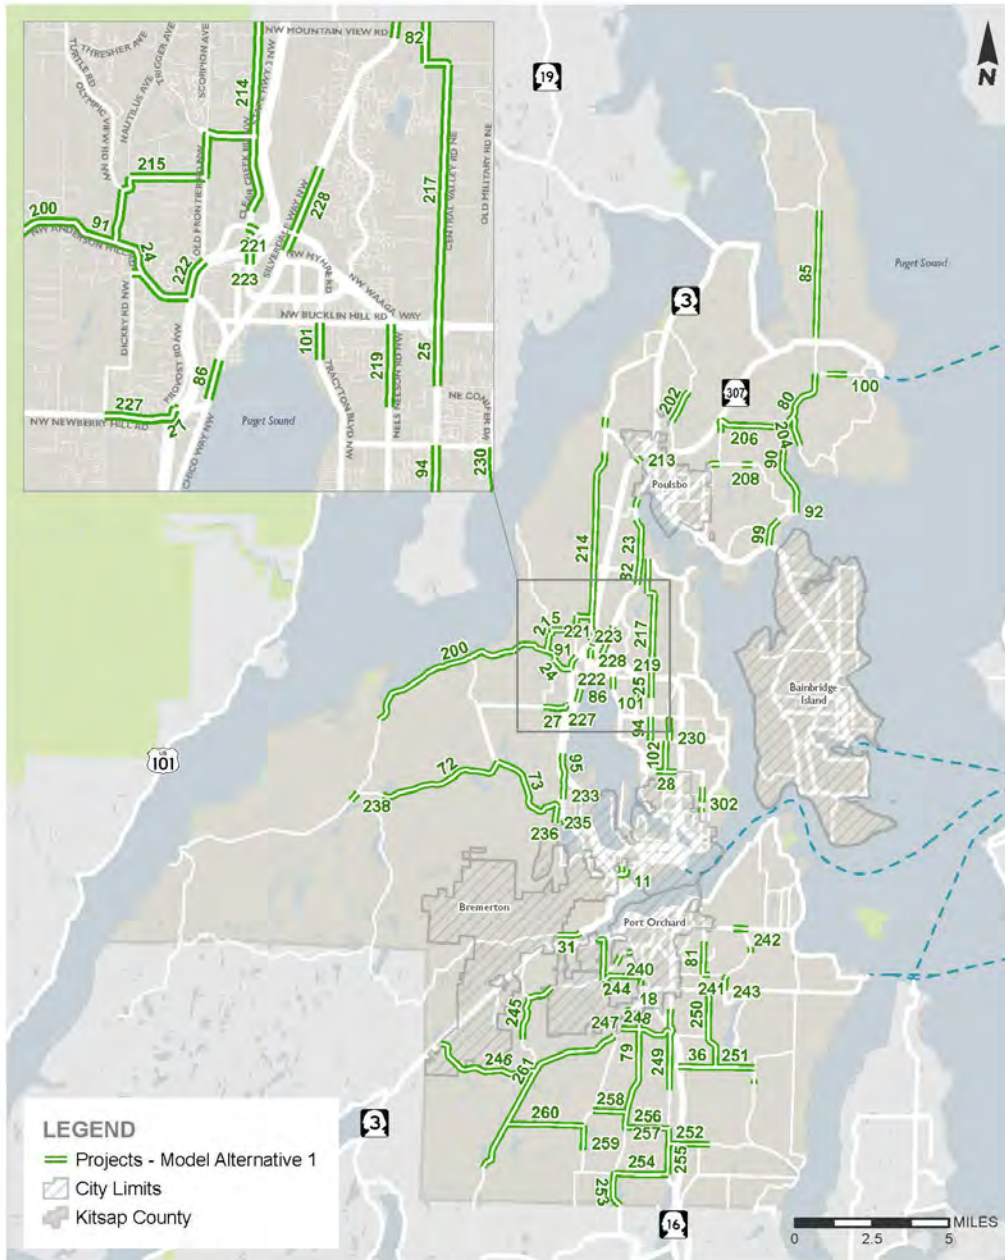 NW MOUNTAIN VIEW RD
82
THRESHER AVE
TURTLE RD
TRIGGER AVE
SCORPION AVE
NAUTILUS AVE
OLYMPIC VIEW RD NW
214
217
CENTRAL VALLEY RD NE
OLD MILITARY RD NE
215
OLD FRONTIER RD NW
228
SILVERDALE WAY NW
200
91
NW ANDERSON HILL RD
24
222
221
223
NW MYHRE RD
NW WAAGA WAY
DICKEY RD NW
NW BUCKLIN HILL RD
101
219
25
PROVOST RD NW
86
TRACYTON BLVD NW
NELS NELSON RD NW
NE CONIFER DR
227
NW NEWBERRY HILL RD
27
CHICO WAY NW
Puget Sound
94
230
N
19
Puget Sound
85
3
100
202
307
80
206
204
213
208
90
Poulsbo
92
99
214
23
82
215
221
223
217
200
91
228
219
24
222
25
86
101
Bainbridge
Island
27
227
94
230
US
101
95
102
72
73
28
238
233
302
236
235
11
Bremerton
Port Orchard
31
242
81
240
244
241
243
18
245
250
247
248
79
249
36
251
246
261
258
256
260
257
252
259
254
255
253
3
16
LEGEND
Projects - Model Alternative 1
City Limits
Kitsap County
MILES
0
2.5
5